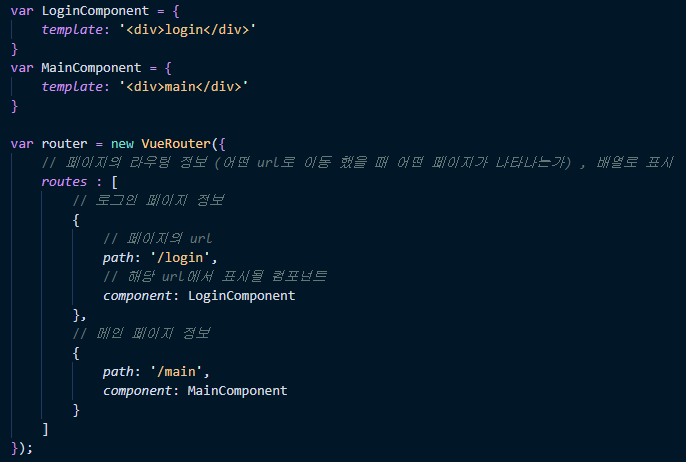 var LoginComponent = {
    template: '<div>login</div>'
}
var MainComponent = {
    template: '<div>main</div>'
}

var router = new VueRouter({
    // 페이지의 라우팅 정보 (어떤 url로 이동 했을 때 어떤 페이지가 나타나는가) , 배열로 표시
    routes : [
        // 로그인 페이지 정보
        {
            // 페이지의 url
            path: '/login',
            // 해당 url에서 표시될 컴포넌트
            component: LoginComponent
        },
        // 메인 페이지 정보
        {
            path: '/main',
            component: MainComponent
        }
    ]
});